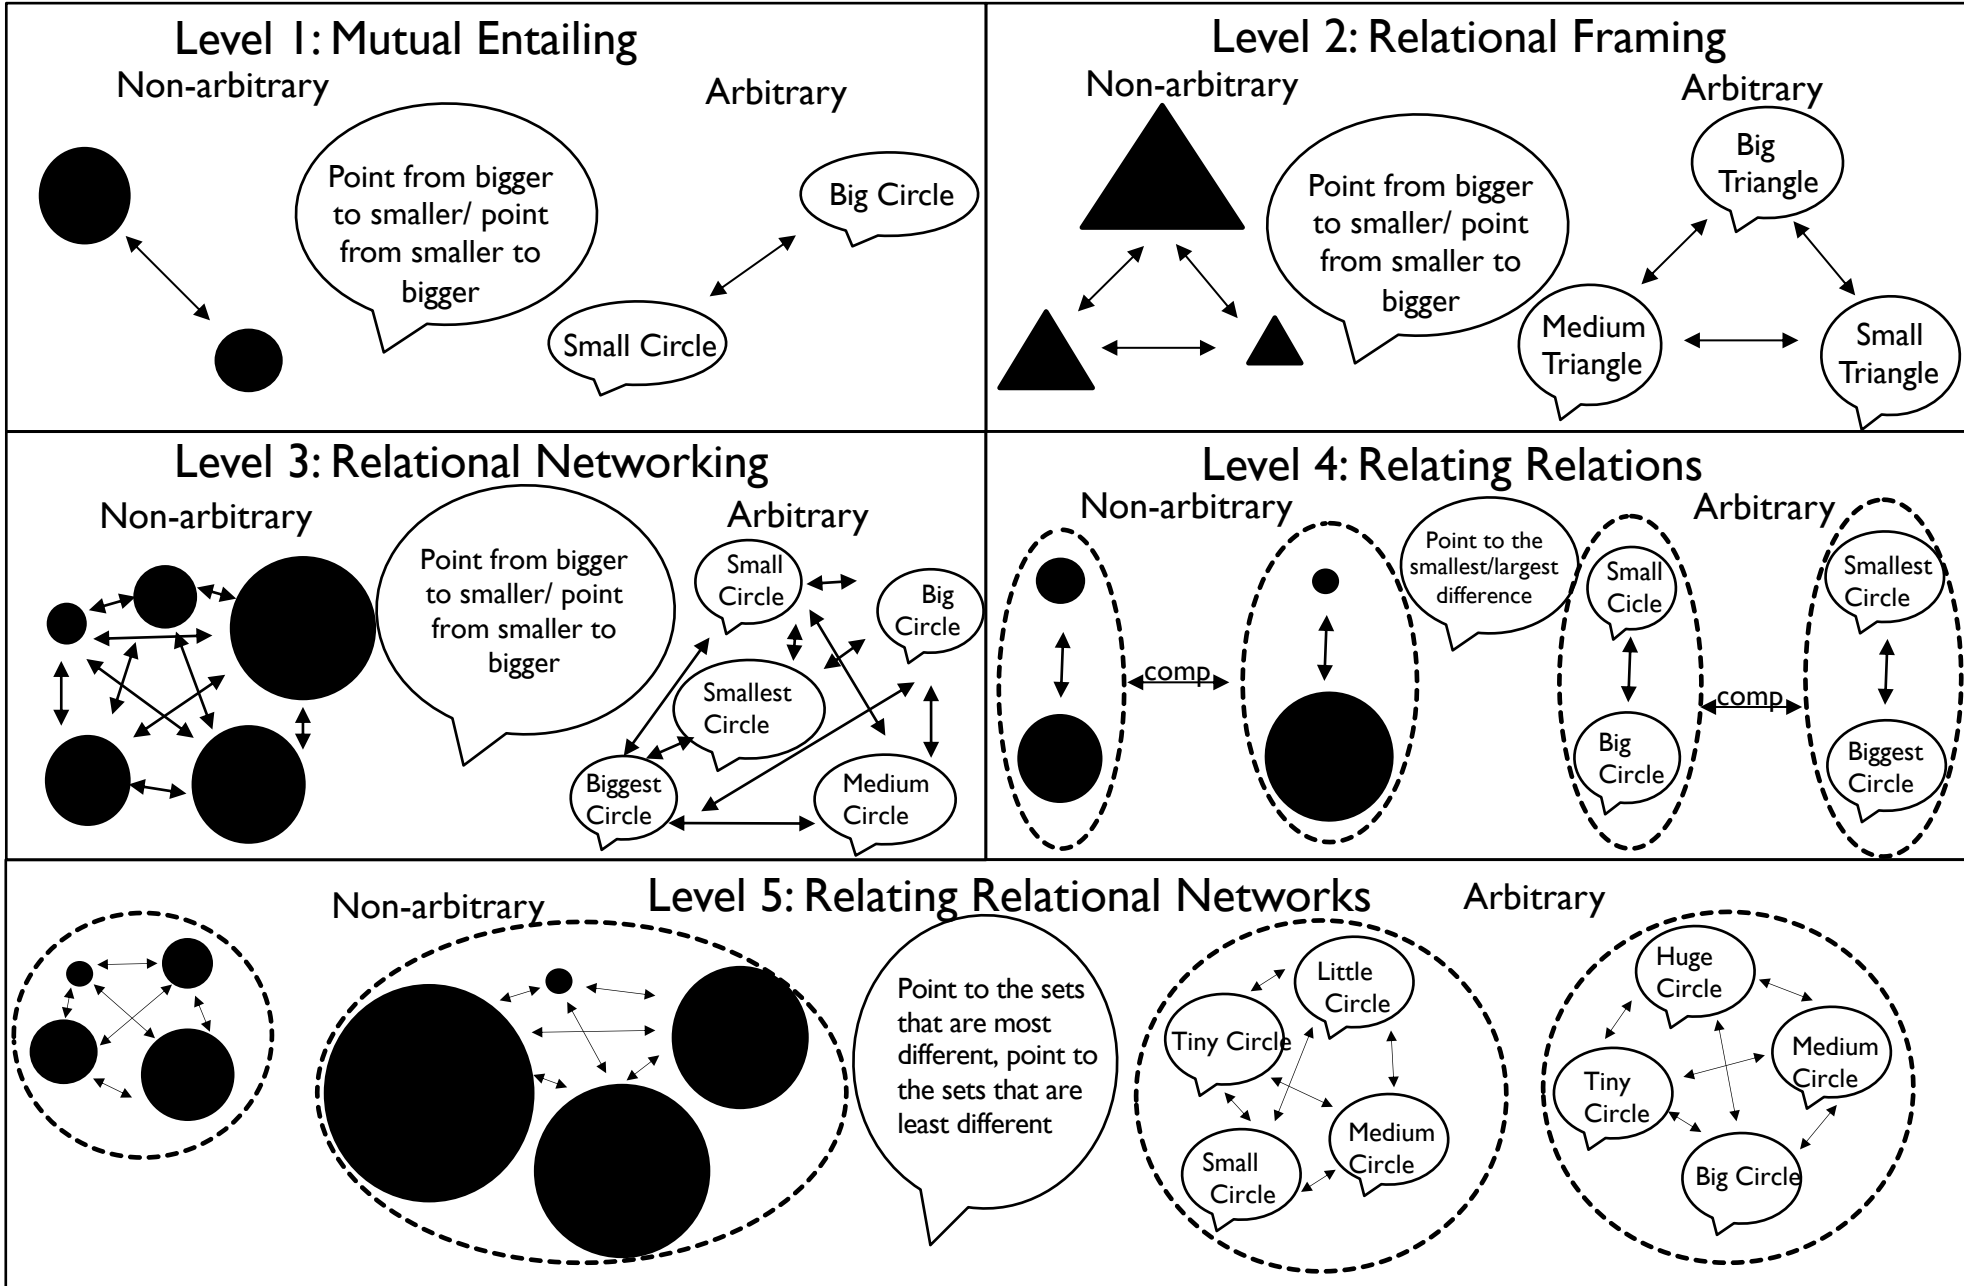 Level 1: Mutual Entailing
Non-arbitrary
Arbitrary
Point from bigger
to smaller/ point
from smaller to
bigger
Big Circle
Small Circle
Level 2: Relational Framing
Non-arbitrary
Arbitrary
Point from bigger
to smaller/ point
from smaller to
bigger
Big
Triangle
Medium
Triangle
Small
Triangle
Level 3: Relational Networking
Non-arbitrary
Arbitrary
Point from bigger
to smaller/ point
from smaller to
bigger
Small
Circle
Big
Circle
Smallest
Circle
Biggest
Circle
Medium
Circle
Level 4: Relating Relations
Non-arbitrary
Arbitrary
comp
Point to the
smallest/largest
difference
Small
Cicle
Big
Circle
comp
Smallest
Circle
Biggest
Circle
Level 5: Relating Relational Networks
Non-arbitrary
Arbitrary
Point to the sets
that are most
different, point to
the sets that are
least different
Little
Circle
Tiny Circle
Small
Circle
Medium
Circle
Huge
Circle
Medium
Circle
Tiny
Circle
Big Circle